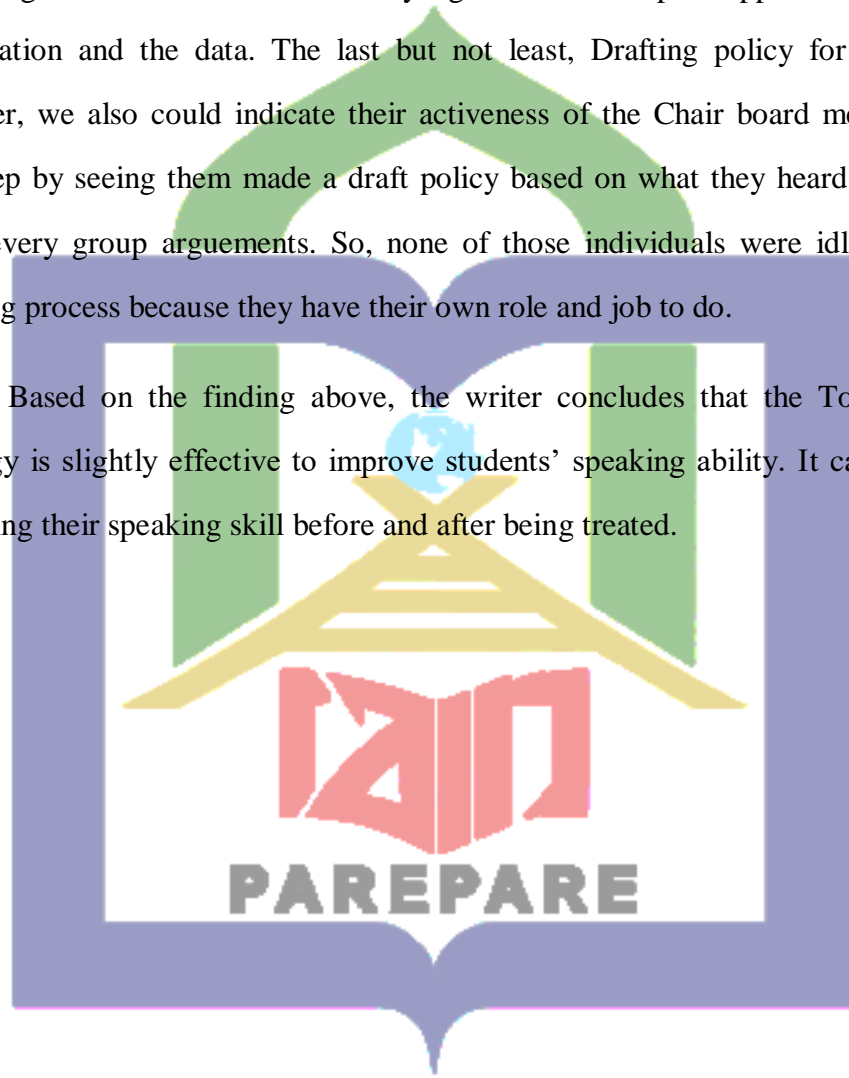 ation and the data. The last but not least, Drafting policy for
er, we also could indicate their activeness of the Chair board me
ep by seeing them made a draft policy based on what they heard
every group arguements. So, none of those individuals were idl
g process because they have their own role and job to do.
Based on the finding above, the writer concludes that the To
gy is slightly effective to improve students’ speaking ability. It ca
ing their speaking skill before and after being treated.
iain
PAREPARE